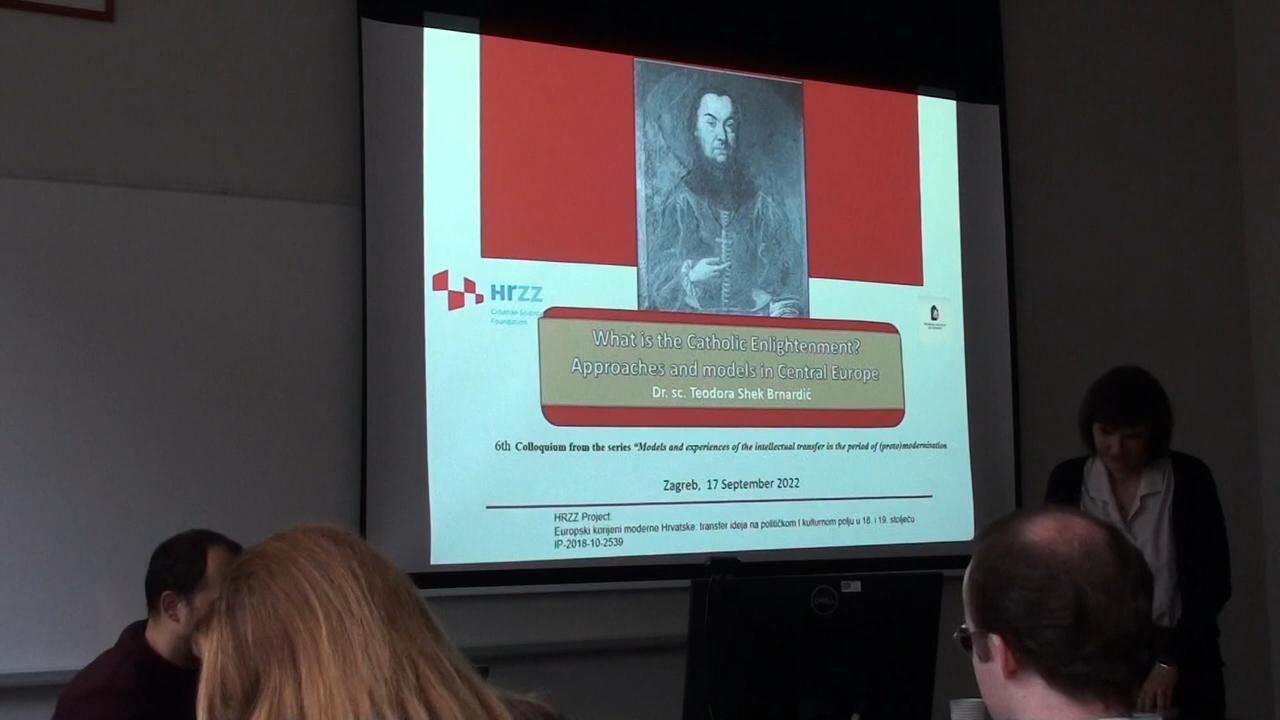 HRZZ
Croatian Science
Foundation
What is the Catholic Enlightenment?
Approaches and models in Central Europe
Dr. sc. Teodora Shek Brnardić
6th Colloquium from the series "Models and experiences of the intellectual transfer in the period of (proto)modernization
Zagreb, 17 September 2022
HRZZ Project:
Europski korijeni moderne Hrvatske: transfer ideja na političkom I kulturnom polju u 18. i 19. stoljeću
IP-2018-10-2539
DELL